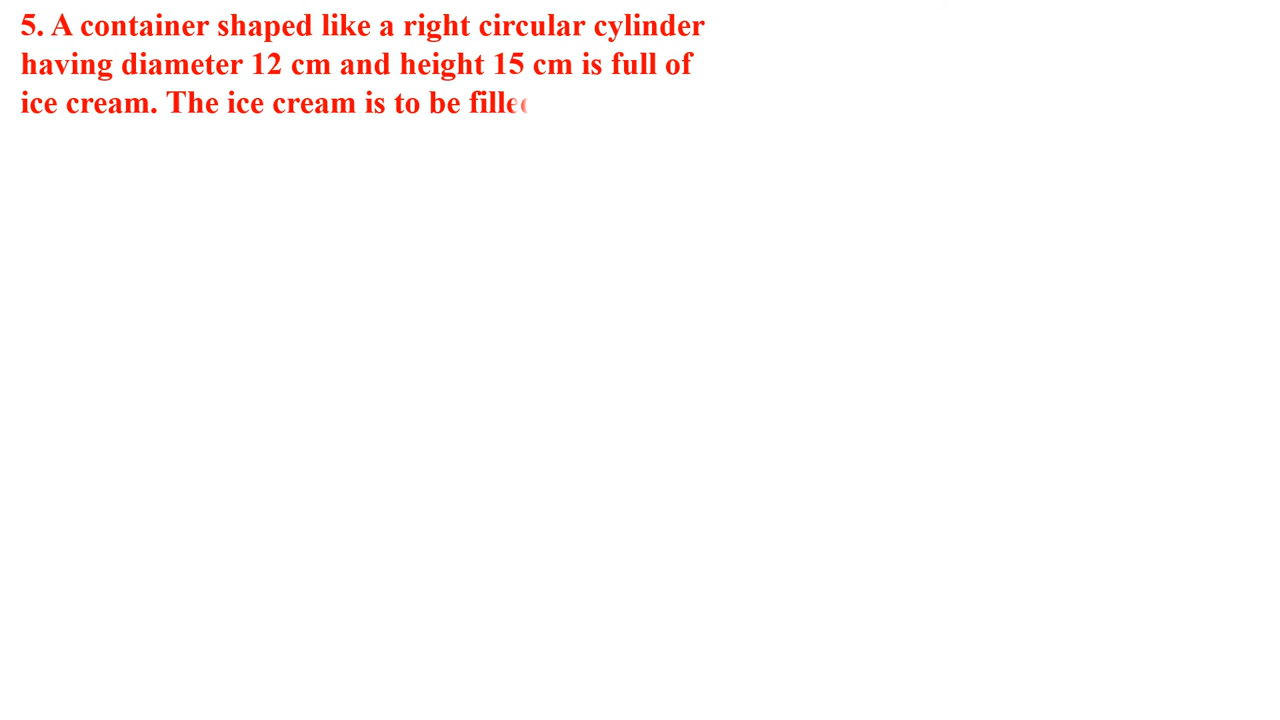 5. A container shaped like a right circular cylinder
having diameter 12 cm and height 15 cm is full of
ice cream. The ice cream is to be